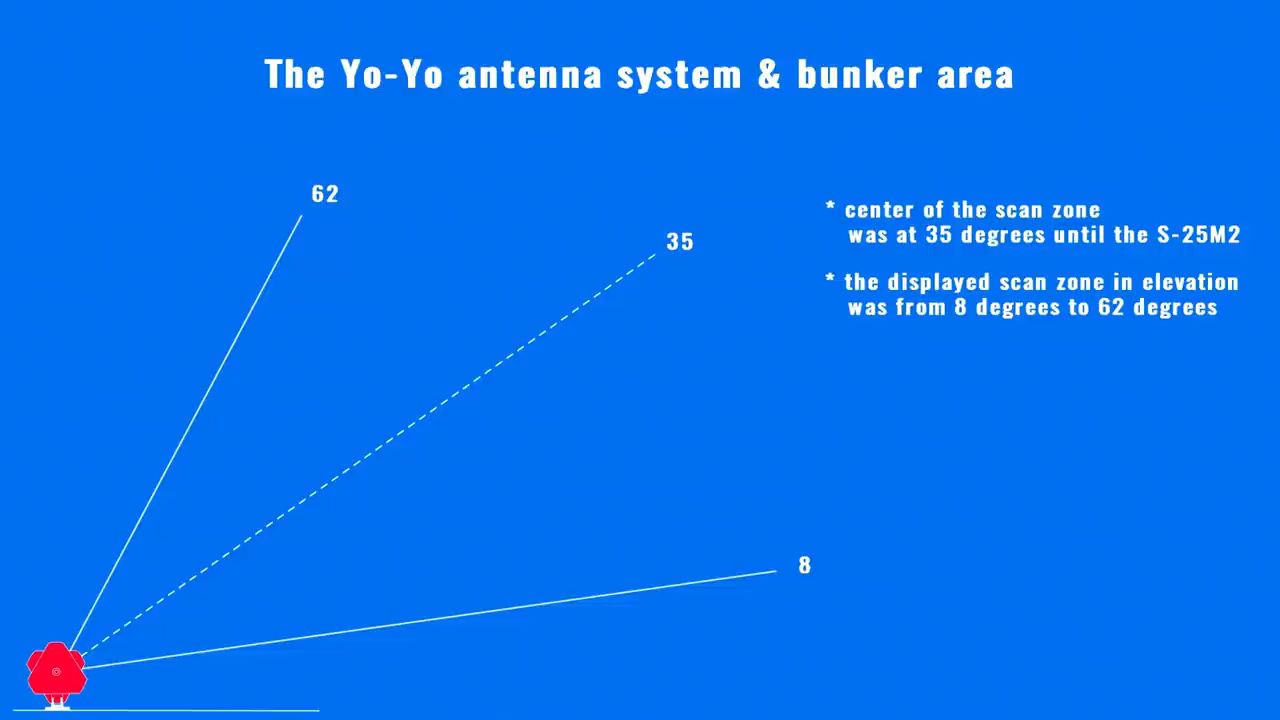 The Yo-Yo antenna system & bunker area
62
35
* center of the scan zone
was at 35 degrees until the S-25M2
* the displayed scan zone in elevation
was from 8 degrees to 62 degrees
8